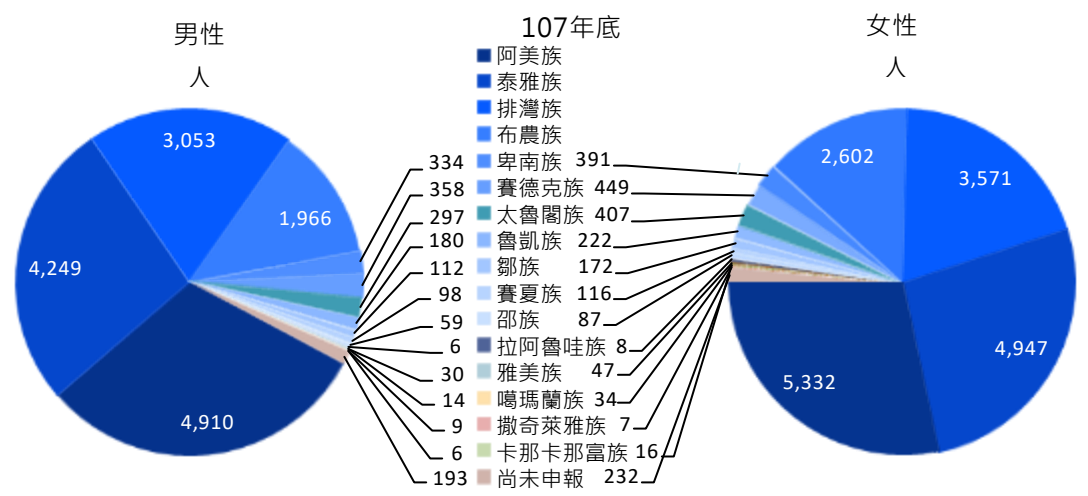 107年底
男性
人
女性
人
3,053
1,966
4,249
4,910
334
358
297
180
112
98
59
6
30
14
9
6
193
阿美族
泰雅族
排灣族
布農族
卑南族 391
賽德克族 449
太魯閣族 407
魯凱族 222
鄒族 172
賽夏族 116
邵族 87
拉阿魯哇族 8
雅美族 47
噶瑪蘭族 34
撒奇萊雅族 7
卡那卡那富族 16
尚未申報 232
2,602
3,571
4,947
5,332